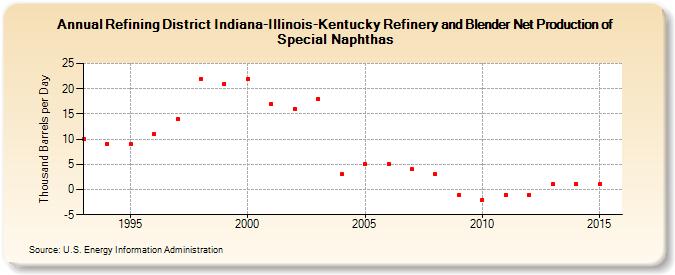 Annual Refining District Indiana-Illinois-Kentucky Refinery and Blender Net Production of
Special Naphthas
Thousand Barrels per Day
25
20
15
10
5
0
-5
1995 2000 2005 2010 2015
Source: U.S. Energy Information Administration